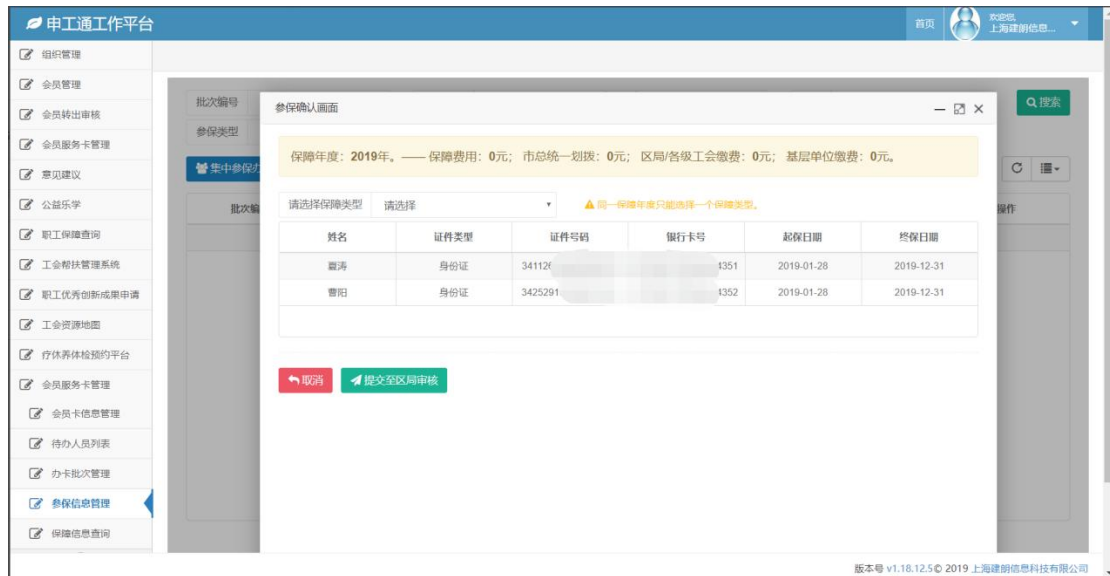 申工通工作平台
首页
欢迎您,
上海建朗信息...
组织管理
会员管理
会员转出审核
会员服务卡管理
意见建议
公益乐学
职工保障查询
工会帮扶管理系统
职工优秀创新成果申请
工会资源地图
疗休养体检预约平台
会员服务卡管理
会员卡信息管理
待办人员列表
办卡批次管理
参保信息管理
保障信息查询
批次编号
搜索
参保类型
集中参保办
批次编
操作
参保确认画面
保障年度：2019年。—— 保障费用：0元； 市总统一划拨：0元； 区局/各级工会缴费：0元； 基层单位缴费：0元。
请选择保障类型 请选择 同一保障年度只能选择一个保障类型。
姓名 证件类型 证件号码 银行卡号 起保日期 终保日期
夏涛 身份证 34112 4351 2019-01-28 2019-12-31
曹阳 身份证 3425291 4352 2019-01-28 2019-12-31
取消 提交至区局审核
版本号 v1.18.12.5© 2019 上海建朗信息科技有限公司